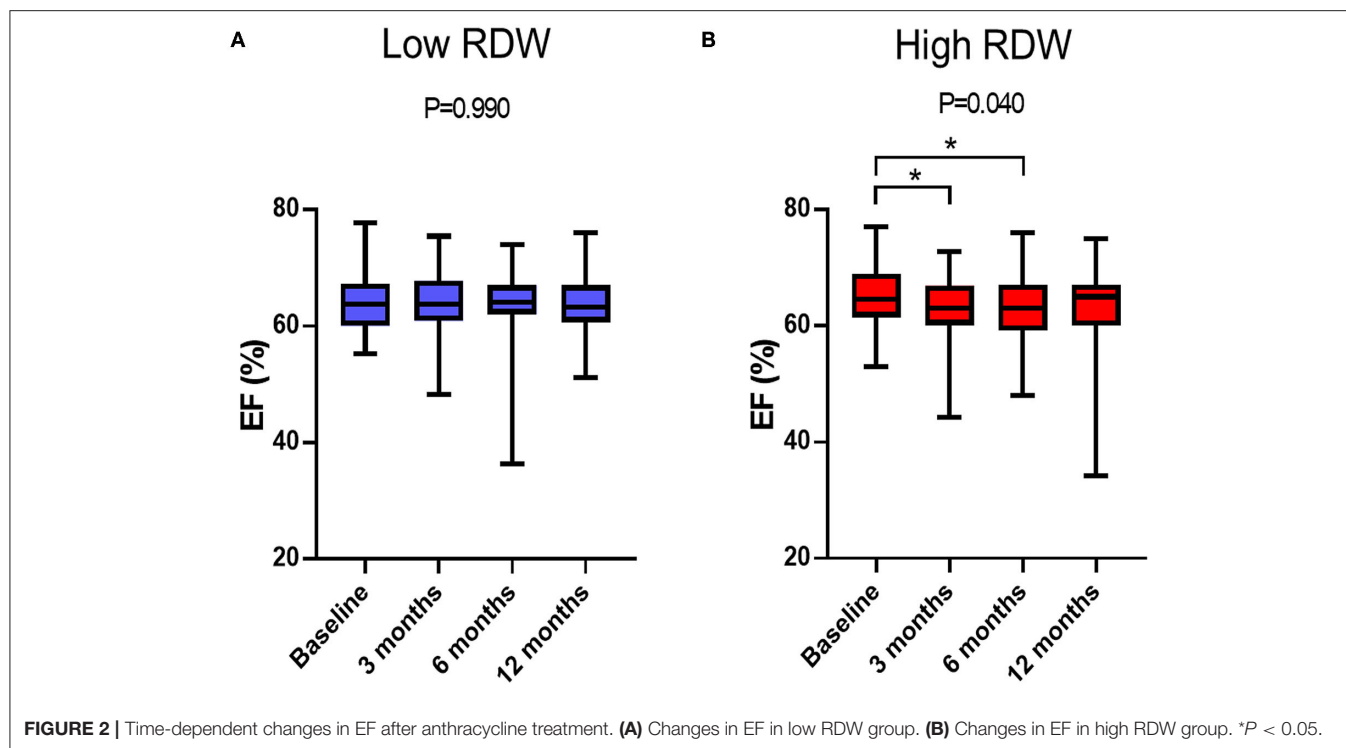 A
Low RDW
P=0.990
80
60
40
20
EF (%)
Baseline
3 months
6 months
12 months
B
High RDW
P=0.040
*
*
80
60
40
20
EF (%)
Baseline
3 months
6 months
12 months
FIGURE 2 | Time-dependent changes in EF after anthracycline treatment. (A) Changes in EF in low RDW group. (B) Changes in EF in high RDW group. *P < 0.05.